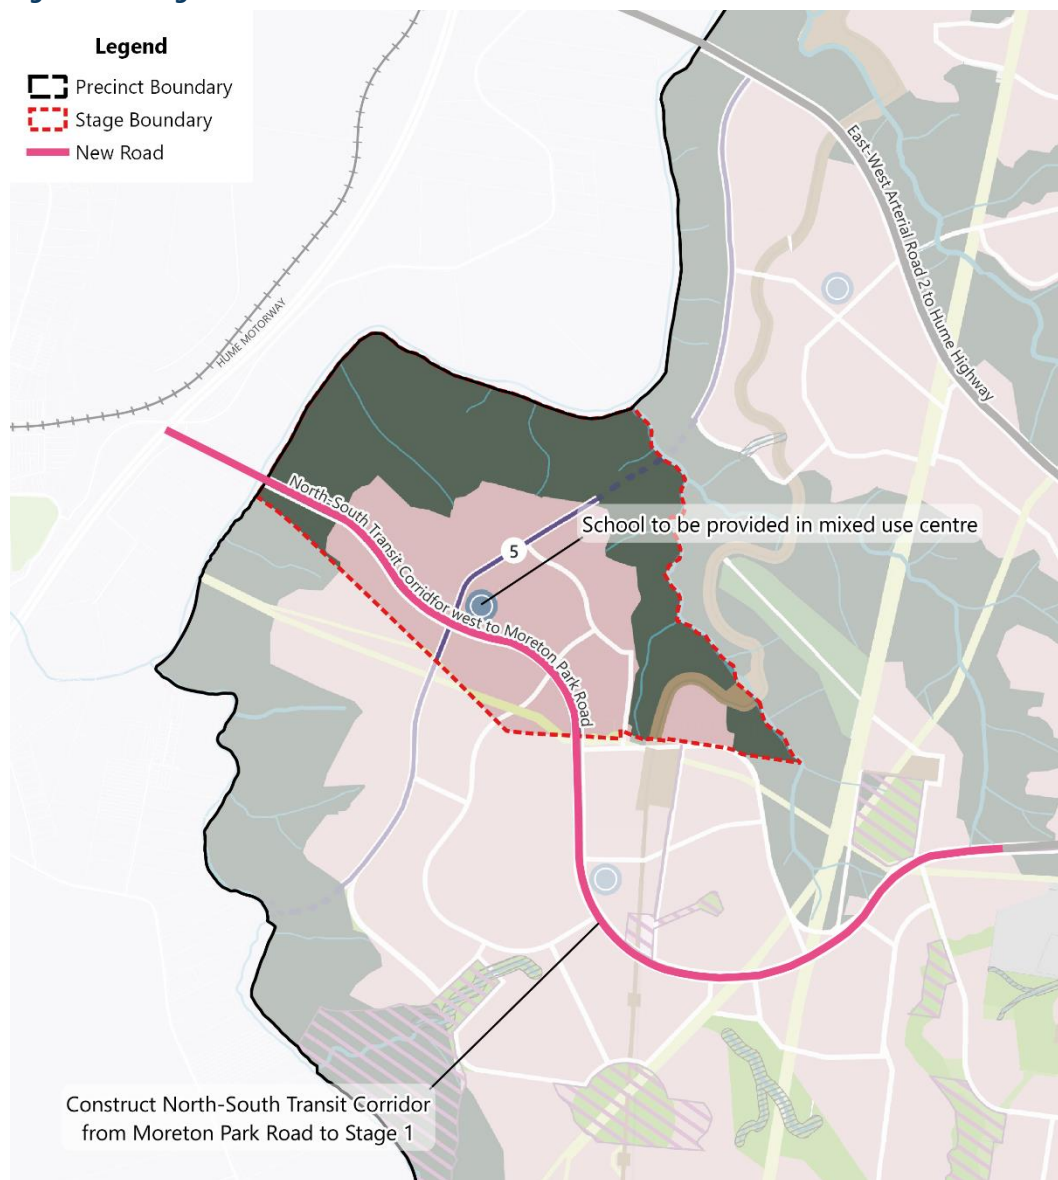 Legend
Precinct Boundary
Stage Boundary
New Road
HUME MOTORWAY
East-West Arterial Road 2 to Hume Highway
North-South Transit Corridfor west to Moreton Park Road
School to be provided in mixed use centre
5
Construct North-South Transit Corridor
from Moreton Park Road to Stage 1